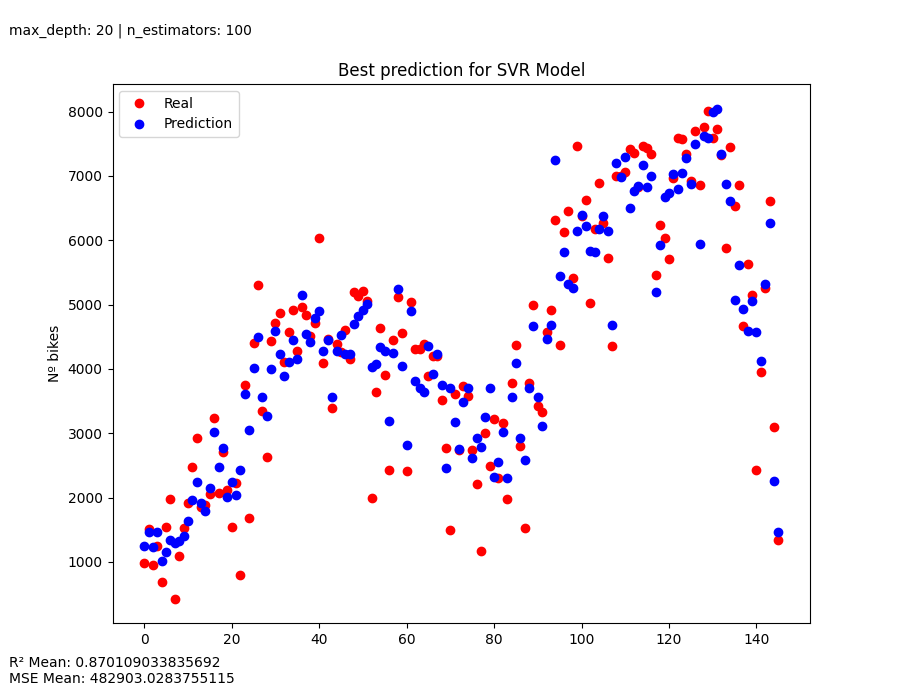 max_depth: 20 | n_estimators: 100
Best prediction for SVR Model
Real
Prediction
Nº bikes
8000
7000
6000
5000
4000
3000
2000
1000
0 20 40 60 80 100 120 140
R² Mean: 0.870109033835692
MSE Mean: 482903.0283755115